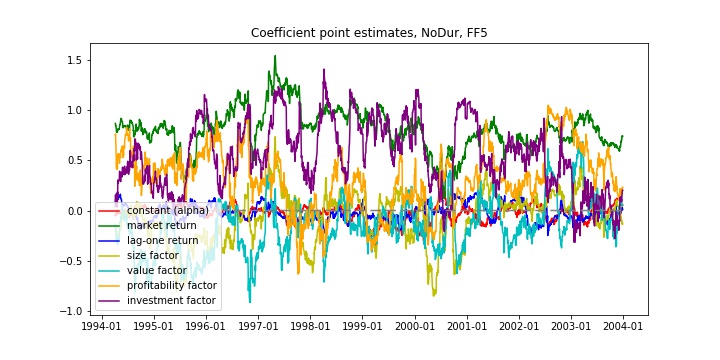 Coefficient point estimates, NoDur, FF5
1.5
1.0
0.5
0.0
−0.5
−1.0
constant (alpha)
market return
lag-one return
size factor
value factor
profitability factor
investment factor
1994-01 1995-01 1996-01 1997-01 1998-01 1999-01 2000-01 2001-01 2002-01 2003-01 2004-01